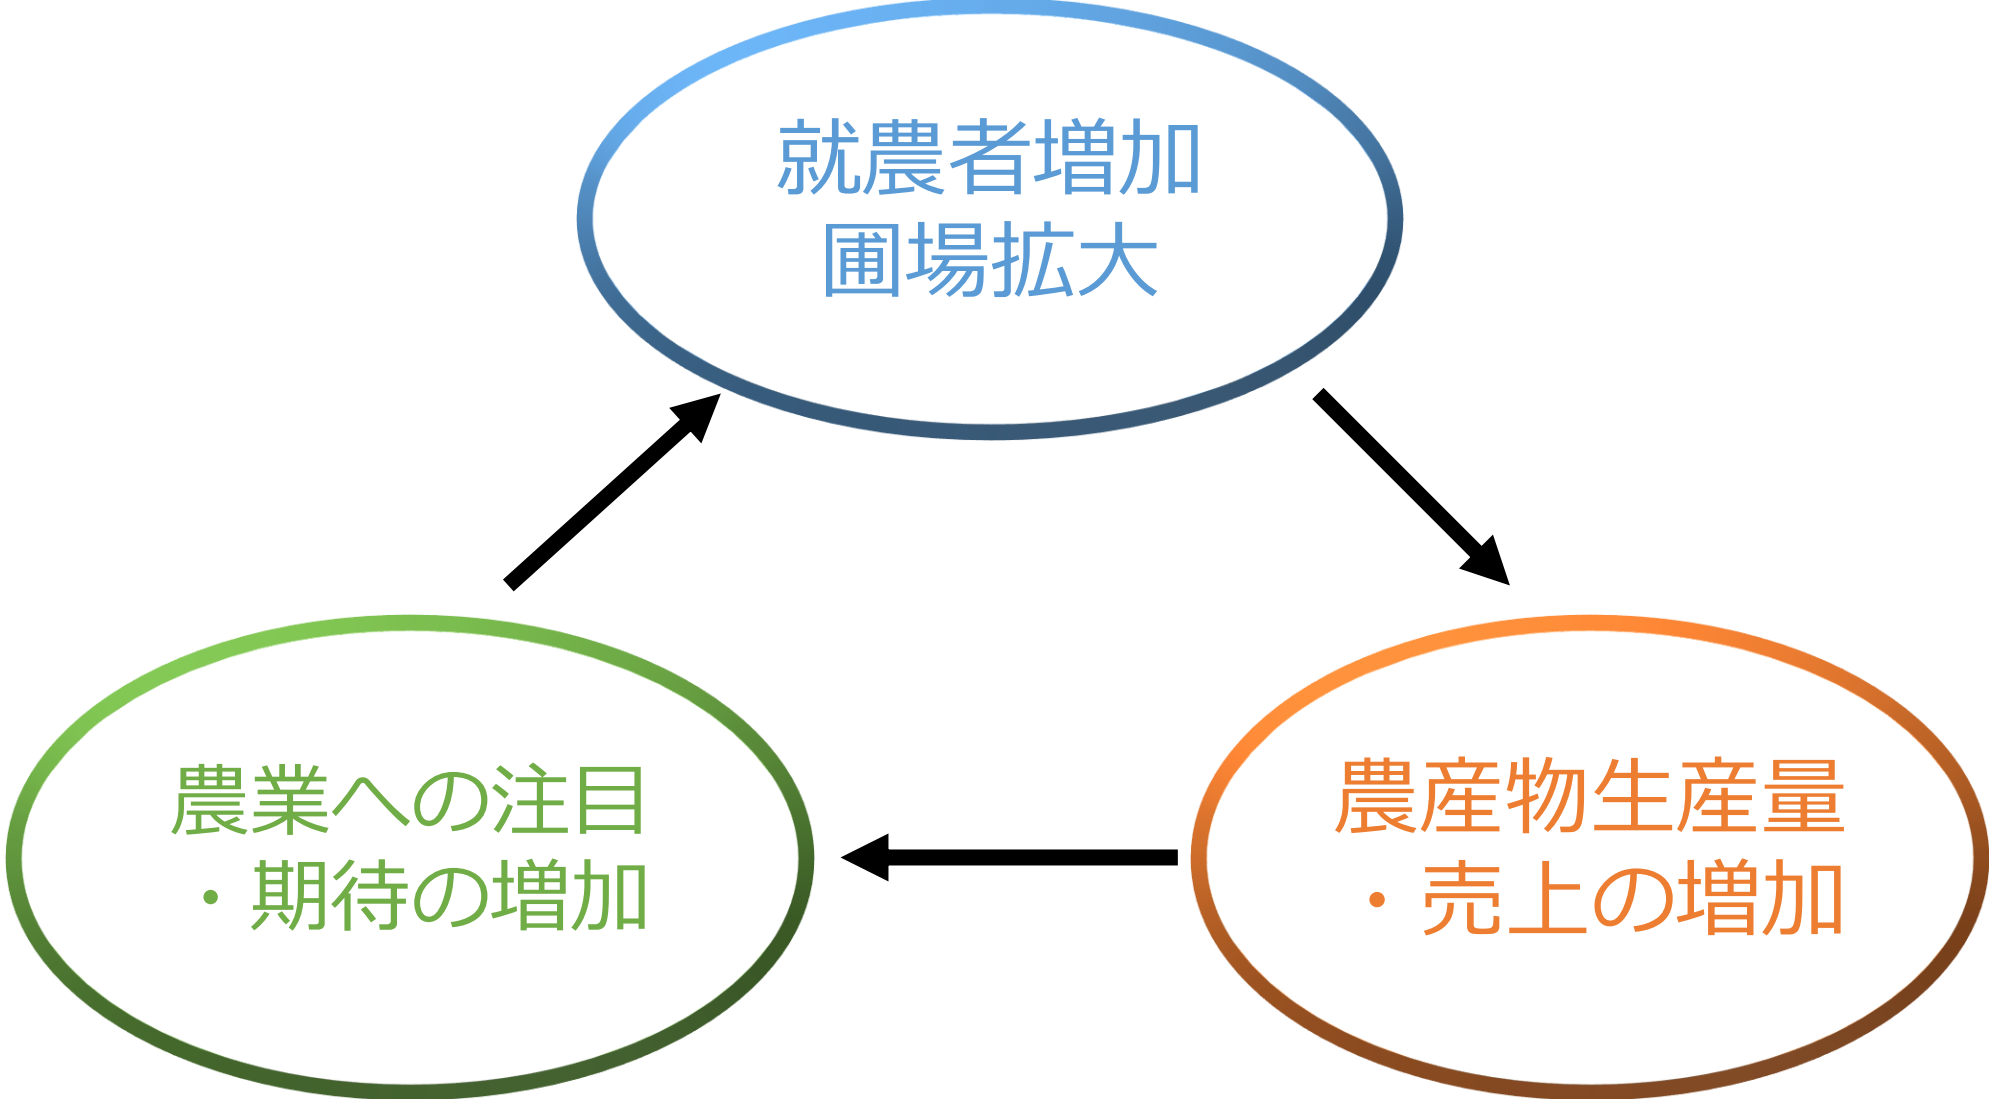 就農者増加
圃場拡大
農業への注目
・期待の増加
農産物生産量
・売上の増加